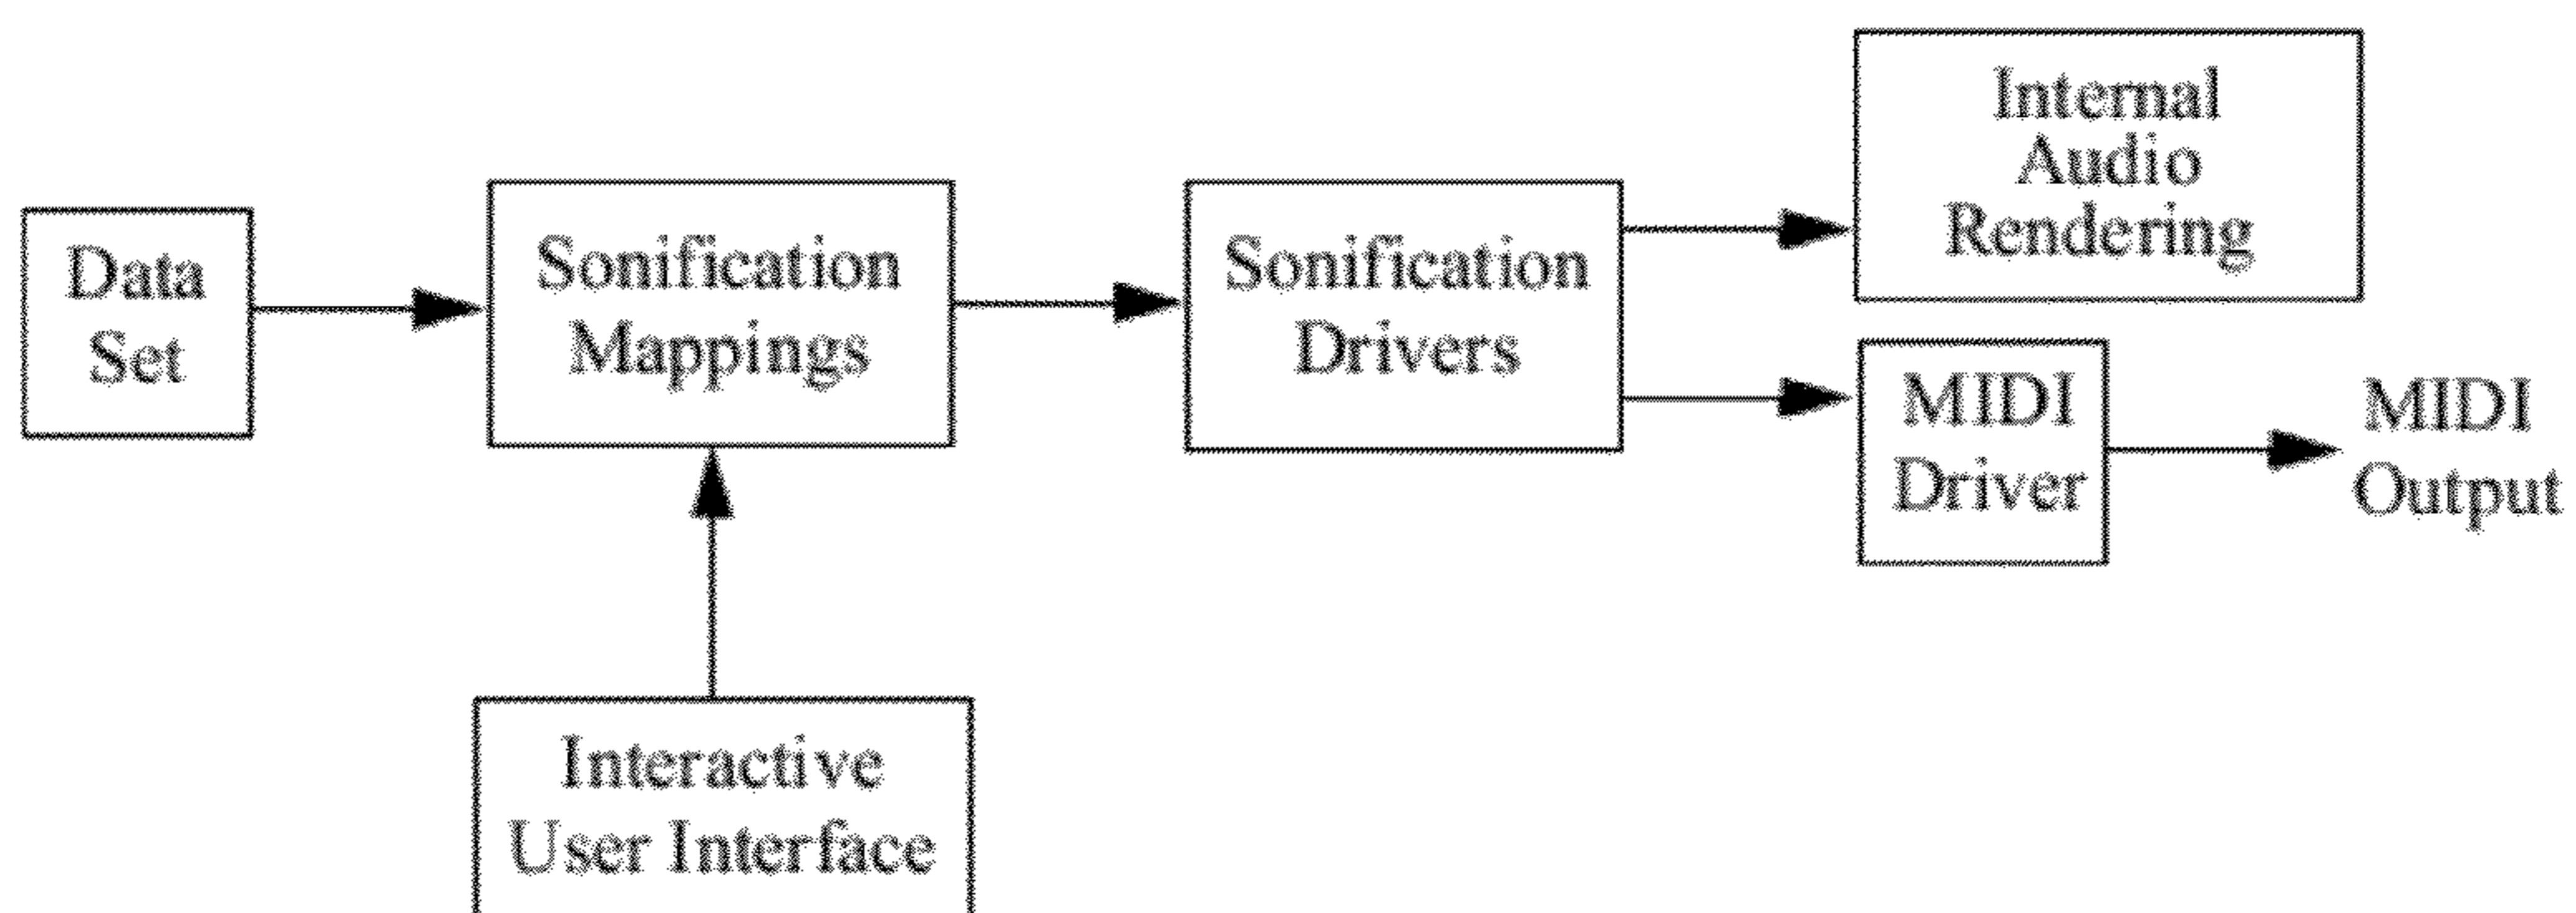 Data
Set
Sonification
Mappings
Sonification
Drivers
Internal
Audio
Rendering
MIDI
Driver
MIDI
Output
Interactive
User Interface